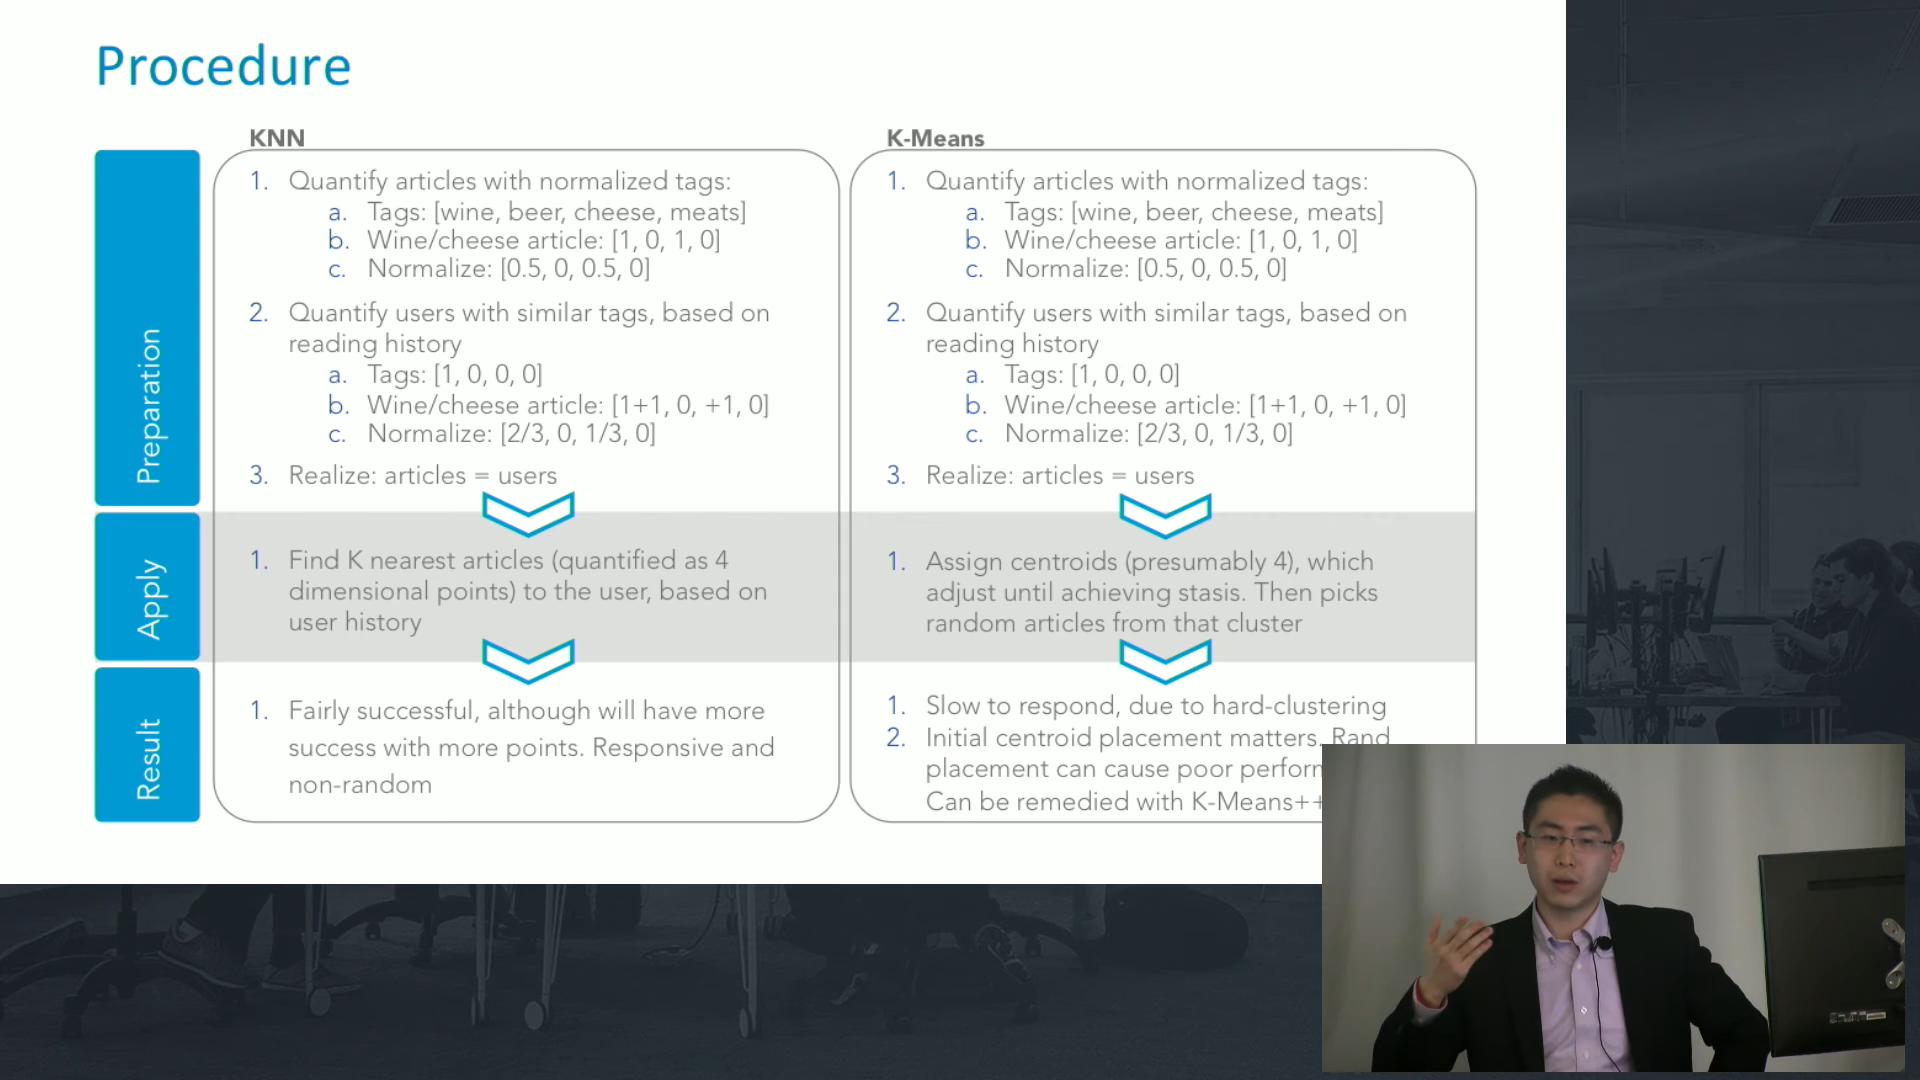 Procedure
KNN
1. Quantify articles with normalized tags:
a. Tags: [wine, beer, cheese, meats]
b. Wine/cheese article: [1, 0, 1, 0]
c. Normalize: [0.5, 0, 0.5, 0]
2. Quantify users with similar tags, based on
reading history
a. Tags: [1, 0, 0, 0]
b. Wine/cheese article: [1+1, 0, +1, 0]
c. Normalize: [2/3, 0, 1/3, 0]
3. Realize: articles = users
K-Means
1. Quantify articles with normalized tags:
a. Tags: [wine, beer, cheese, meats]
b. Wine/cheese article: [1, 0, 1, 0]
c. Normalize: [0.5, 0, 0.5, 0]
2. Quantify users with similar tags, based on
reading history
a. Tags: [1, 0, 0, 0]
b. Wine/cheese article: [1+1, 0, +1, 0]
c. Normalize: [2/3, 0, 1/3, 0]
3. Realize: articles = users
Preparation
Apply
1. Find K nearest articles (quantified as 4
dimensional points) to the user, based on
user history
1. Assign centroids (presumably 4), which
adjust until achieving stasis. Then picks
random articles from that cluster
Result
1. Fairly successful, although will have more
success with more points. Responsive and
non-random
1. Slow to respond, due to hard-clustering
2. Initial centroid placement matters. Rand
placement can cause poor perform
Can be remedied with K-Means++